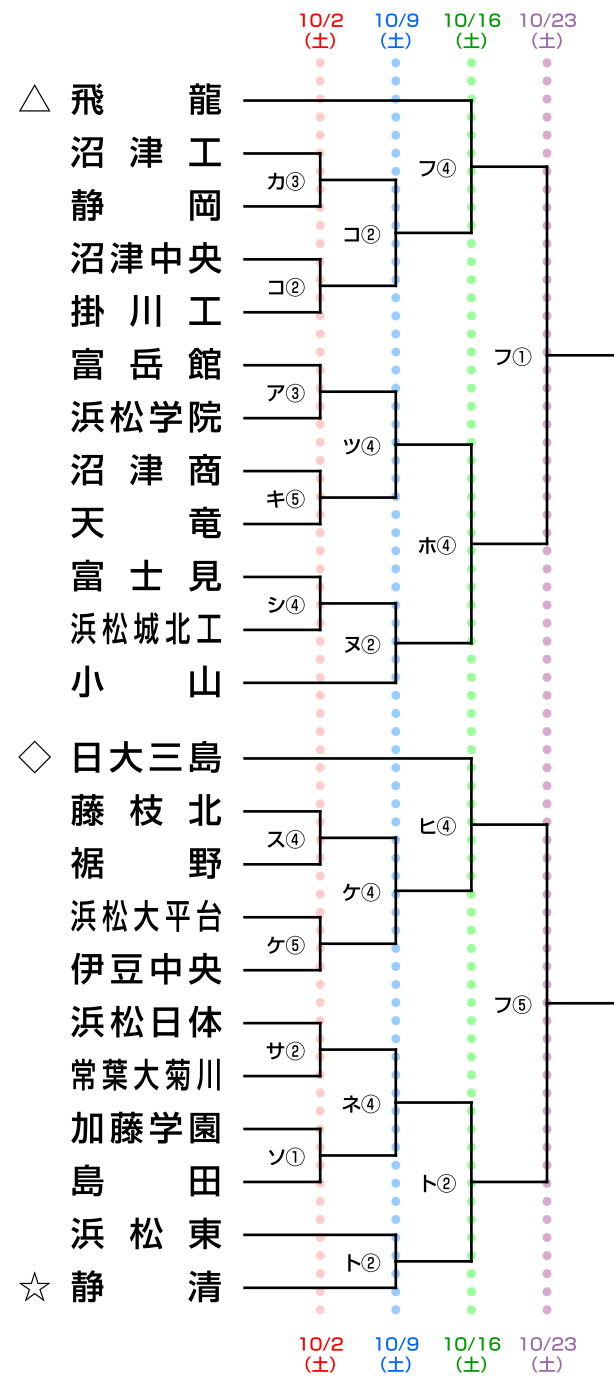 10/2 10/9 10/16 10/23
(土) (土) (土) (土)
△ 飛龍
フ④
沼津工
カ③
静岡
コ②
沼津中央
コ②
掛川工
フ①
富岳館
ア③
浜松学院
ツ④
沼津商
キ⑤
天竜
ホ④
富士見
シ④
浜松城北工
ヌ②
小山
◇ 日大三島
藤枝北
ヒ④
ス④
裾野
ケ④
浜松大平台
ケ⑤
伊豆中央
フ⑤
浜松日体
サ②
常葉大菊川
ネ④
加藤学園
ソ①
島田
ト②
浜松東
ト②
☆ 静清
10/2 10/9 10/16 10/23
(土) (土) (土) (土)